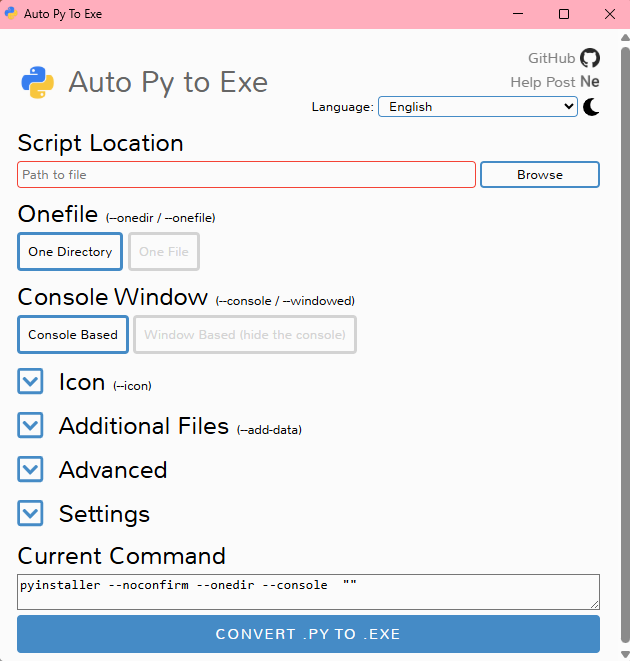 Auto Py To Exe
GitHub
Auto Py to Exe
Help Post Ne
Language: English
Script Location
Path to file Browse
Onefile (--onedir / --onefile)
One Directory One File
Console Window (--console / --windowed)
Console Based Window Based (hide the console)
Icon (--icon)
Additional Files (--add-data)
Advanced
Settings
Current Command
pyinstaller --noconfirm --onedir --console  ""
CONVERT .PY TO .EXE